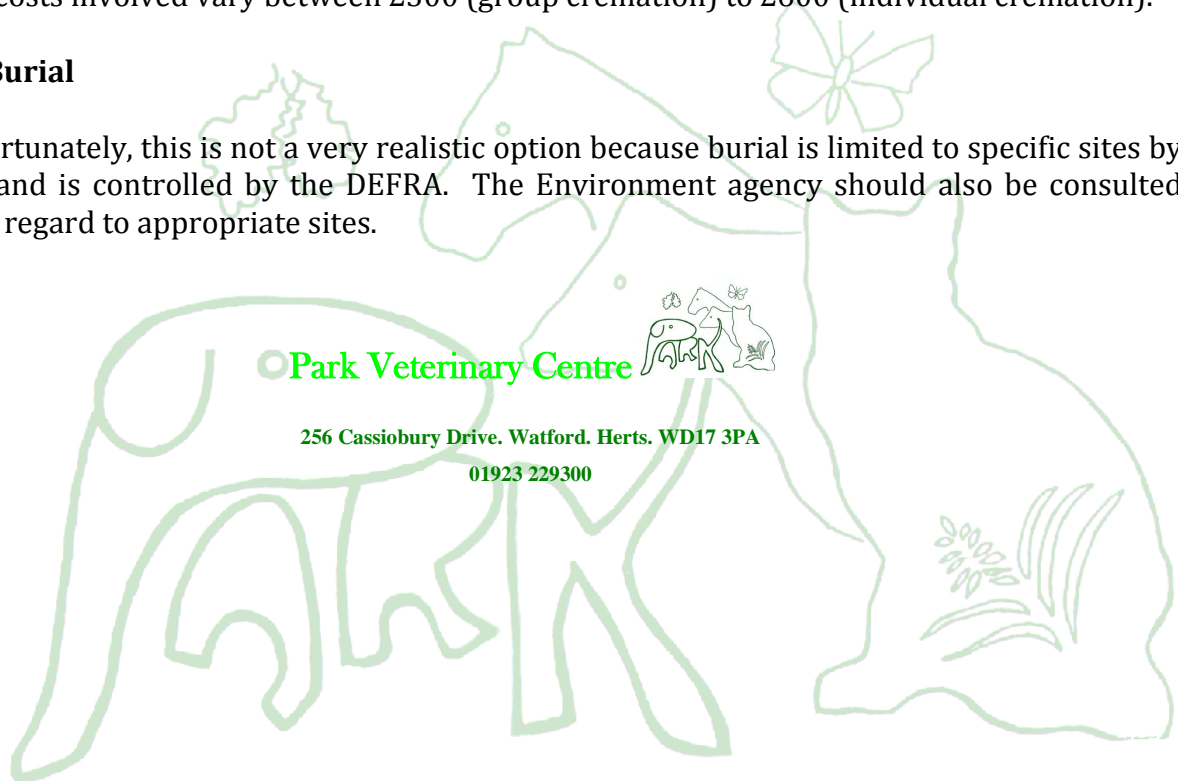 costs involved vary between (group cremation) to (individual cremation).
Burial
rtunately, this is not a very realistic option because burial is limited to specific sites by
and is controlled by the DEFRA. The Environment agency should also be consulted
regard to appropriate sites.
Park Veterinary Centre
PARK
256 Cassiobury Drive. Watford. Herts. WD17 3PA
01923 229300